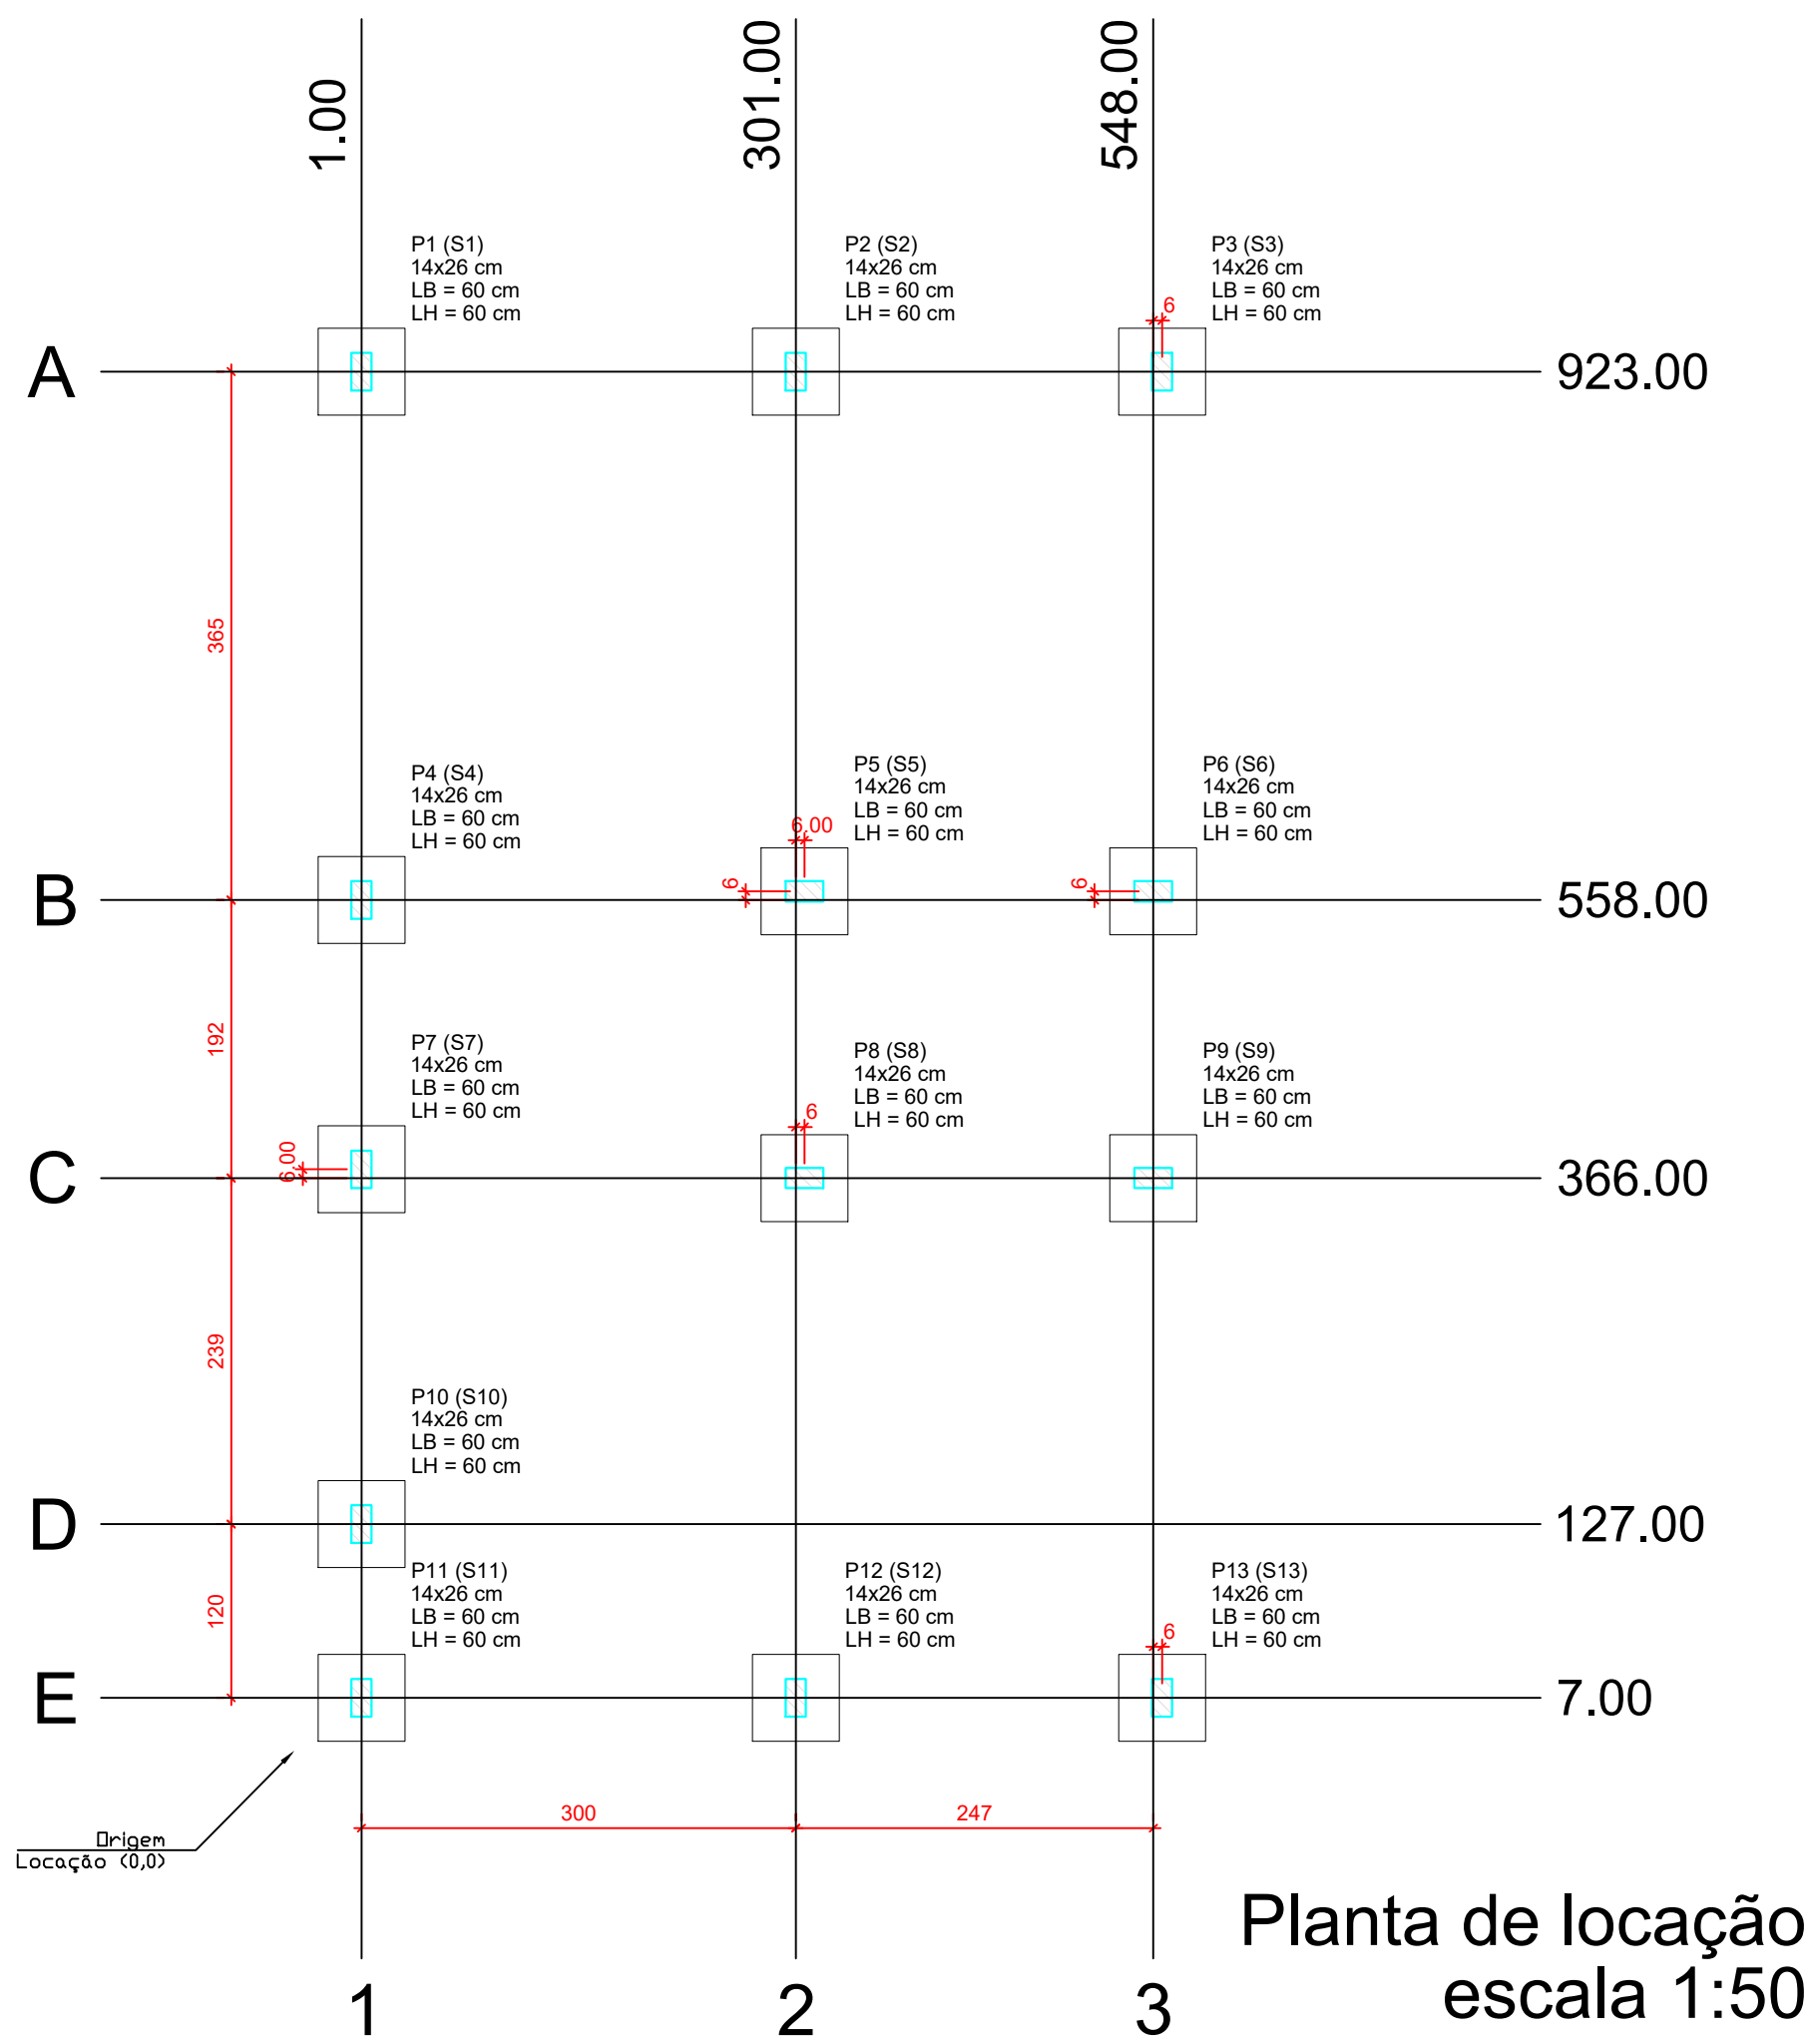 1.00
301.00
548.00
P1 (S1)
14x26 cm
LB = 60 cm
LH = 60 cm
P2 (S2)
14x26 cm
LB = 60 cm
LH = 60 cm
P3 (S3)
14x26 cm
LB = 60 cm
LH = 60 cm
6
A
923.00
365
P4 (S4)
14x26 cm
LB = 60 cm
LH = 60 cm
P5 (S5)
14x26 cm
LB = 60 cm
LH = 60 cm
6,00
6
P6 (S6)
14x26 cm
LB = 60 cm
LH = 60 cm
6
B
558.00
192
P7 (S7)
14x26 cm
LB = 60 cm
LH = 60 cm
6,00
P8 (S8)
14x26 cm
LB = 60 cm
LH = 60 cm
6
P9 (S9)
14x26 cm
LB = 60 cm
LH = 60 cm
C
366.00
239
P10 (S10)
14x26 cm
LB = 60 cm
LH = 60 cm
D
127.00
120
P11 (S11)
14x26 cm
LB = 60 cm
LH = 60 cm
P12 (S12)
14x26 cm
LB = 60 cm
LH = 60 cm
P13 (S13)
14x26 cm
LB = 60 cm
LH = 60 cm
6
E
7.00
300
247
Origem
Locação (0,0)
Planta de locação
escala 1:50
1
2
3